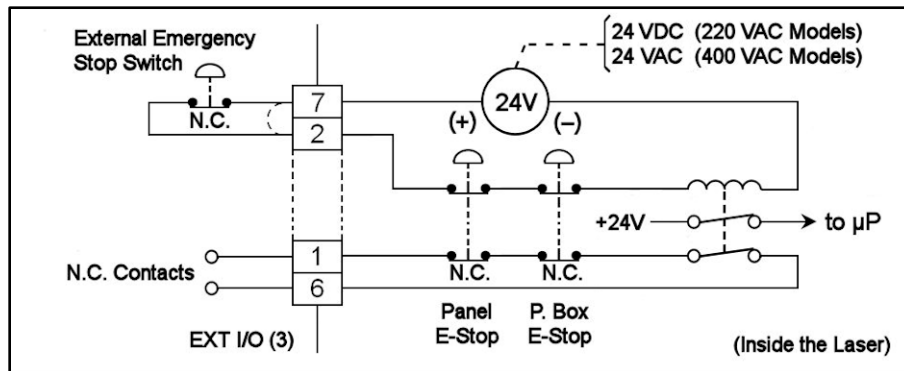 External Emergency
Stop Switch
24 VDC (220 VAC Models)
24 VAC (400 VAC Models)
7
24V
N.C.
(+)
(–)
2
+24V
to µP
1
N.C. Contacts
N.C.
N.C.
6
Panel
E-Stop
P. Box
E-Stop
EXT I/O (3)
(Inside the Laser)